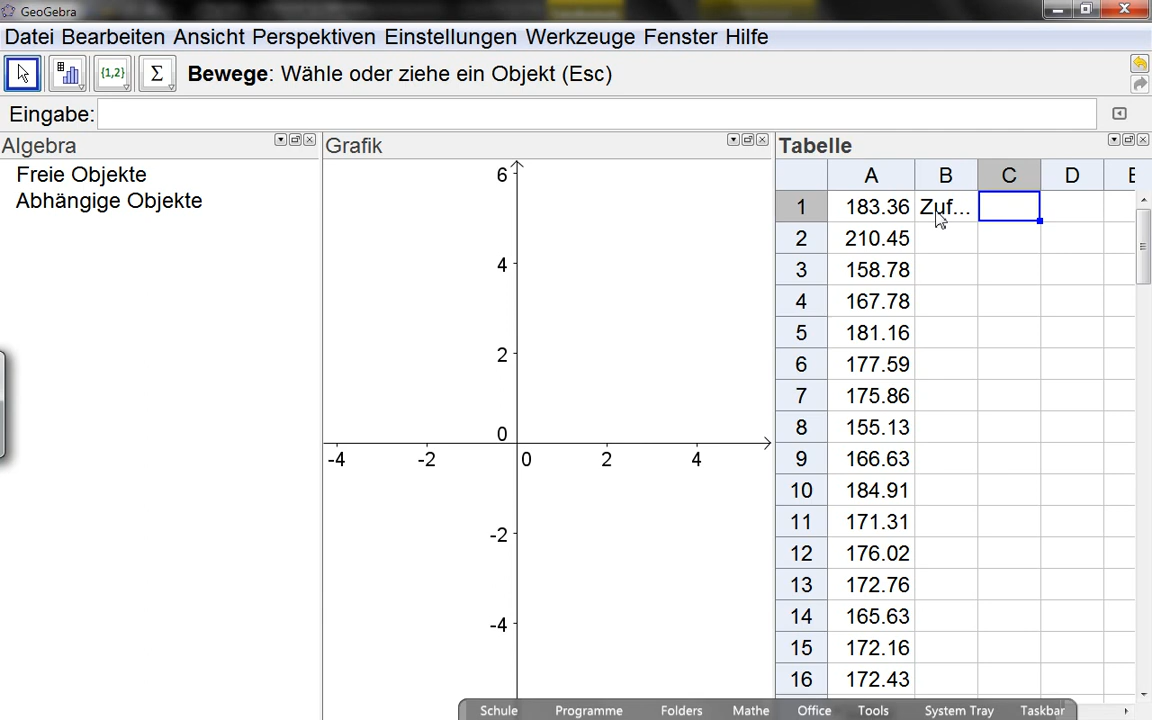 GeoGebra
Datei Bearbeiten Ansicht Perspektiven Einstellungen Werkzeuge Fenster Hilfe
{1,2} Σ Bewege: Wähle oder ziehe ein Objekt (Esc)
Eingabe:
Algebra
Freie Objekte
Abhängige Objekte
Grafik
6
4
2
0
-4 -2 0 2 4
-2
-4
Tabelle
A B C D E
1 183.36 Zuf...
2 210.45
3 158.78
4 167.78
5 181.16
6 177.59
7 175.86
8 155.13
9 166.63
10 184.91
11 171.31
12 176.02
13 172.76
14 165.63
15 172.16
16 172.43
Schule Programme Folders Mathe Office Tools System Tray Taskbar